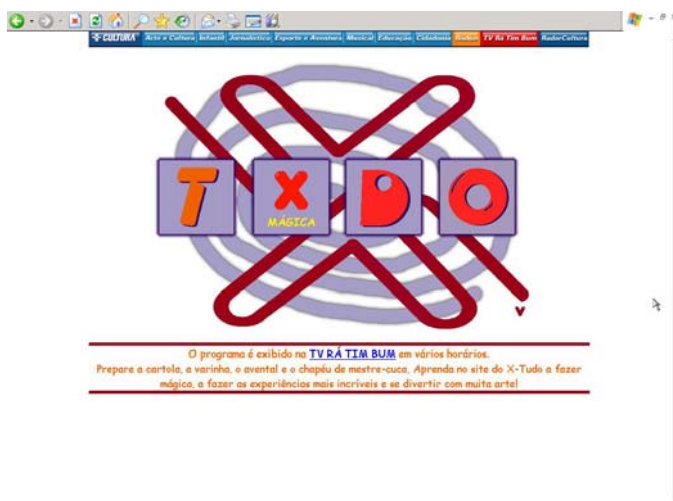 CULTURA Arte e Cultura Infantil Jornalístico Esporte e Aventura Musical Educação Cidadania Rádios TV Rá Tim Bum RadarCultura
T X D O
MÁGICA
O programa é exibido na TV RÁ TIM BUM em vários horários.
Prepare a cartola, a varinha, o avental e o chapéu de mestre-cuca, Aprenda no site do X-Tudo a fazer
mágica, a fazer as experiências mais incríveis e se divertir com muita arte!